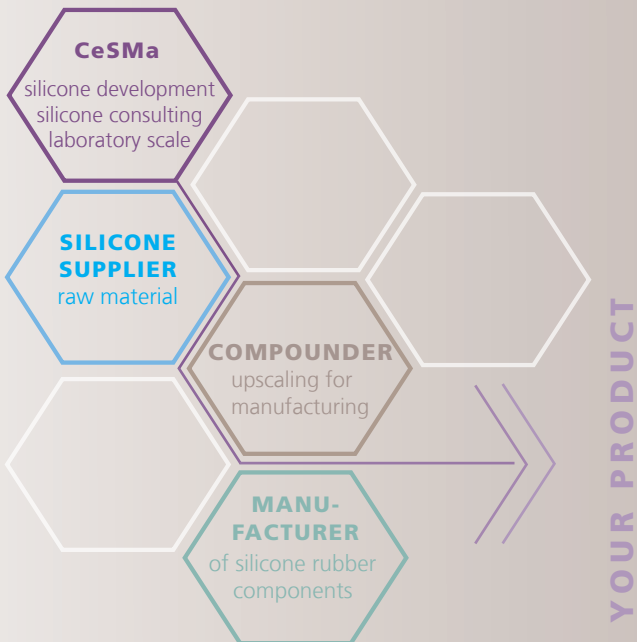 CeSMa
silicone development
silicone consulting
laboratory scale
SILICONE
SUPPLIER
raw material
COMPOUNDER
upscaling for
manufacturing
MANU-
FACTURER
of silicone rubber
components
YOUR PRODUCT